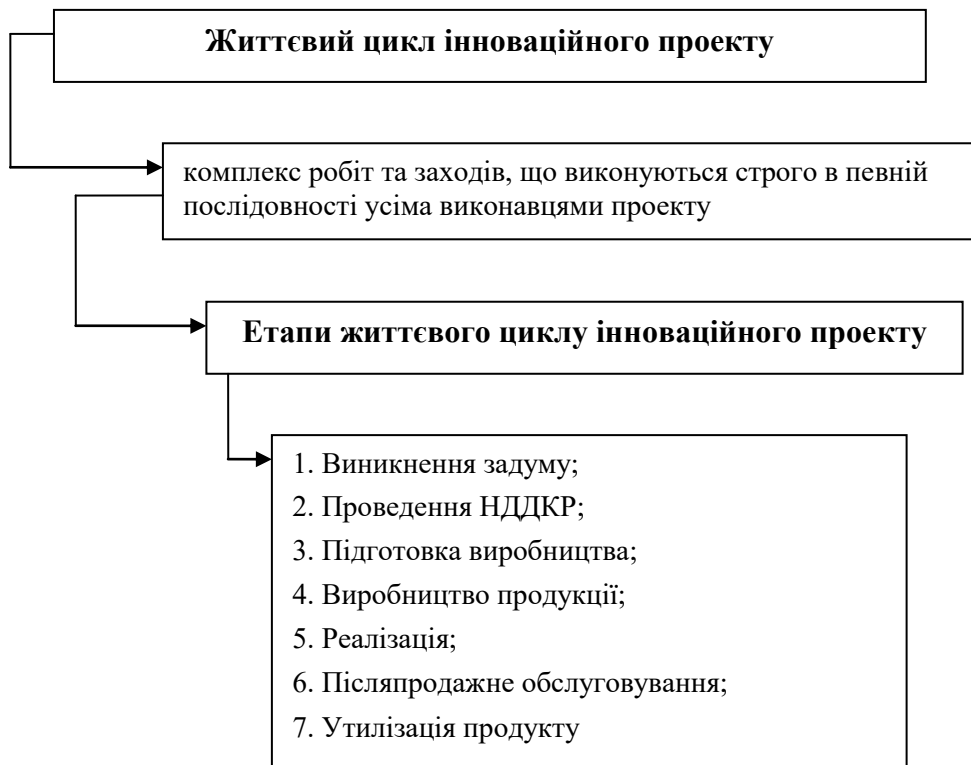 Життєвий цикл інноваційного проекту
комплекс робіт та заходів, що виконуються строго в певній
послідовності усіма виконавцями проекту
Етапи життєвого циклу інноваційного проекту
1. Виникнення задуму;
2. Проведення НДДКР;
3. Підготовка виробництва;
4. Виробництво продукції;
5. Реалізація;
6. Післяпродажне обслуговування;
7. Утилізація продукту